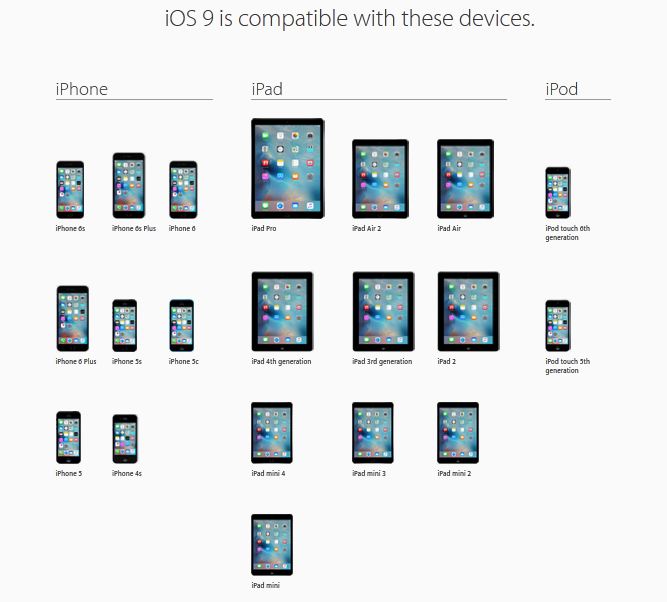 iOS 9 is compatible with these devices.
iPhone
iPad
iPod
iPhone 6s
iPhone 6s Plus
iPhone 6
iPad Pro
iPad Air 2
iPad Air
iPod touch 6th
generation
iPhone 6 Plus
iPhone 5s
iPhone 5c
iPad 4th generation
iPad 3rd generation
iPad 2
iPod touch 5th
generation
iPhone 5
iPhone 4s
iPad mini 4
iPad mini 3
iPad mini 2
iPad mini